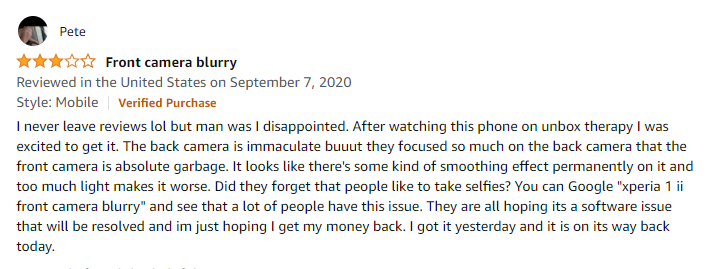 Pete
Front camera blurry
Reviewed in the United States on September 7, 2020
Style: Mobile Verified Purchase
I never leave reviews lol but man was I disappointed. After watching this phone on unbox therapy I was
excited to get it. The back camera is immaculate buuut they focused so much on the back camera that the
front camera is absolute garbage. It looks like there's some kind of smoothing effect permanently on it and
too much light makes it worse. Did they forget that people like to take selfies? You can Google "xperia 1 ii
front camera blurry" and see that a lot of people have this issue. They are all hoping its a software issue
that will be resolved and im just hoping I get my money back. I got it yesterday and it is on its way back
today.